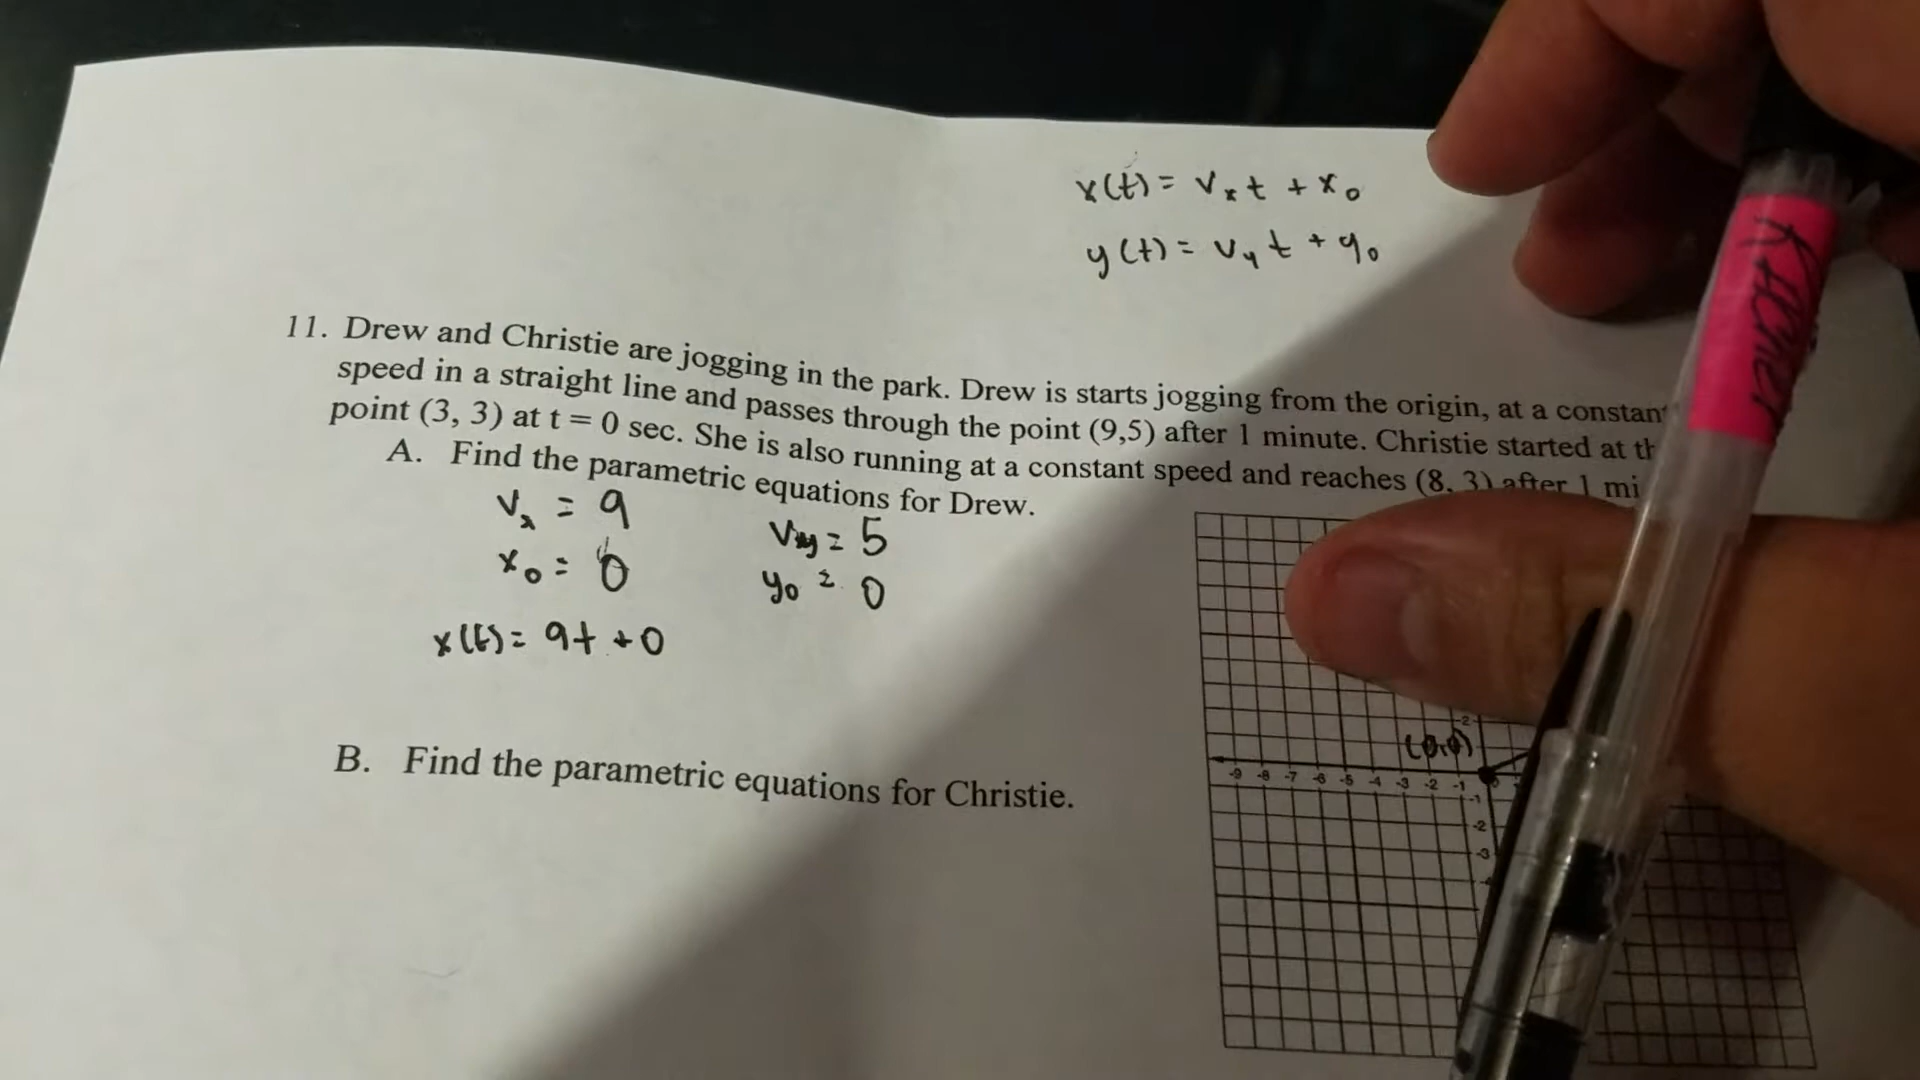 x(t) = vₓt + x₀
y(t) = vᵧt + y₀
11. Drew and Christie are jogging in the park. Drew is starts jogging from the origin, at a constant
speed in a straight line and passes through the point (9,5) after 1 minute. Christie started at
point (3, 3) at t = 0 sec. She is also running at a constant speed and reaches (8, 3) after 1
A. Find the parametric equations for Drew.
vₓ = 9
vᵧ = 5
x₀ = 0
y₀ = 0
x(t) = 9t + 0
B. Find the parametric equations for Christie.
(0,0)
-2
-9 -8 -7 -6 -5 -4 -3 -2 -1
-1
-2
-3